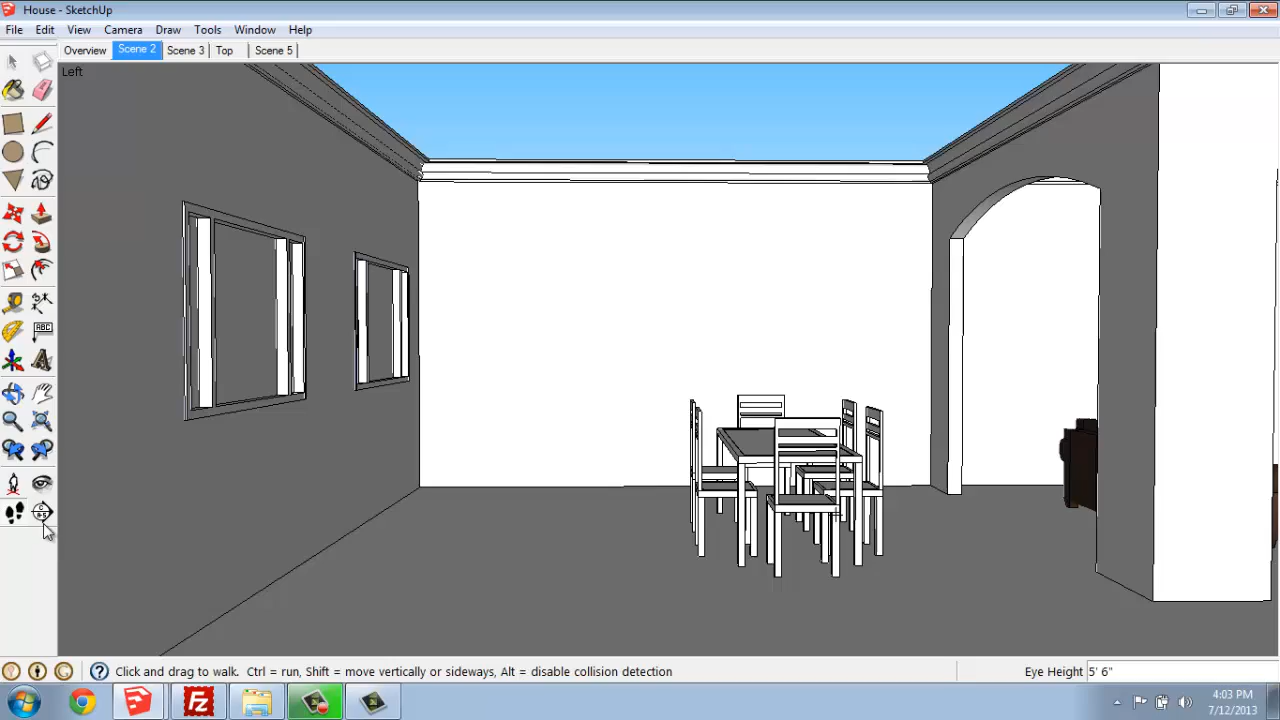 House - SketchUp
File Edit View Camera Draw Tools Window Help
Overview Scene 2 Scene 3 Top Scene 5
Left
ABC
Click and drag to walk. Ctrl = run, Shift = move vertically or sideways, Alt = disable collision detection
Eye Height 5' 6"
4:03 PM
7/12/2013